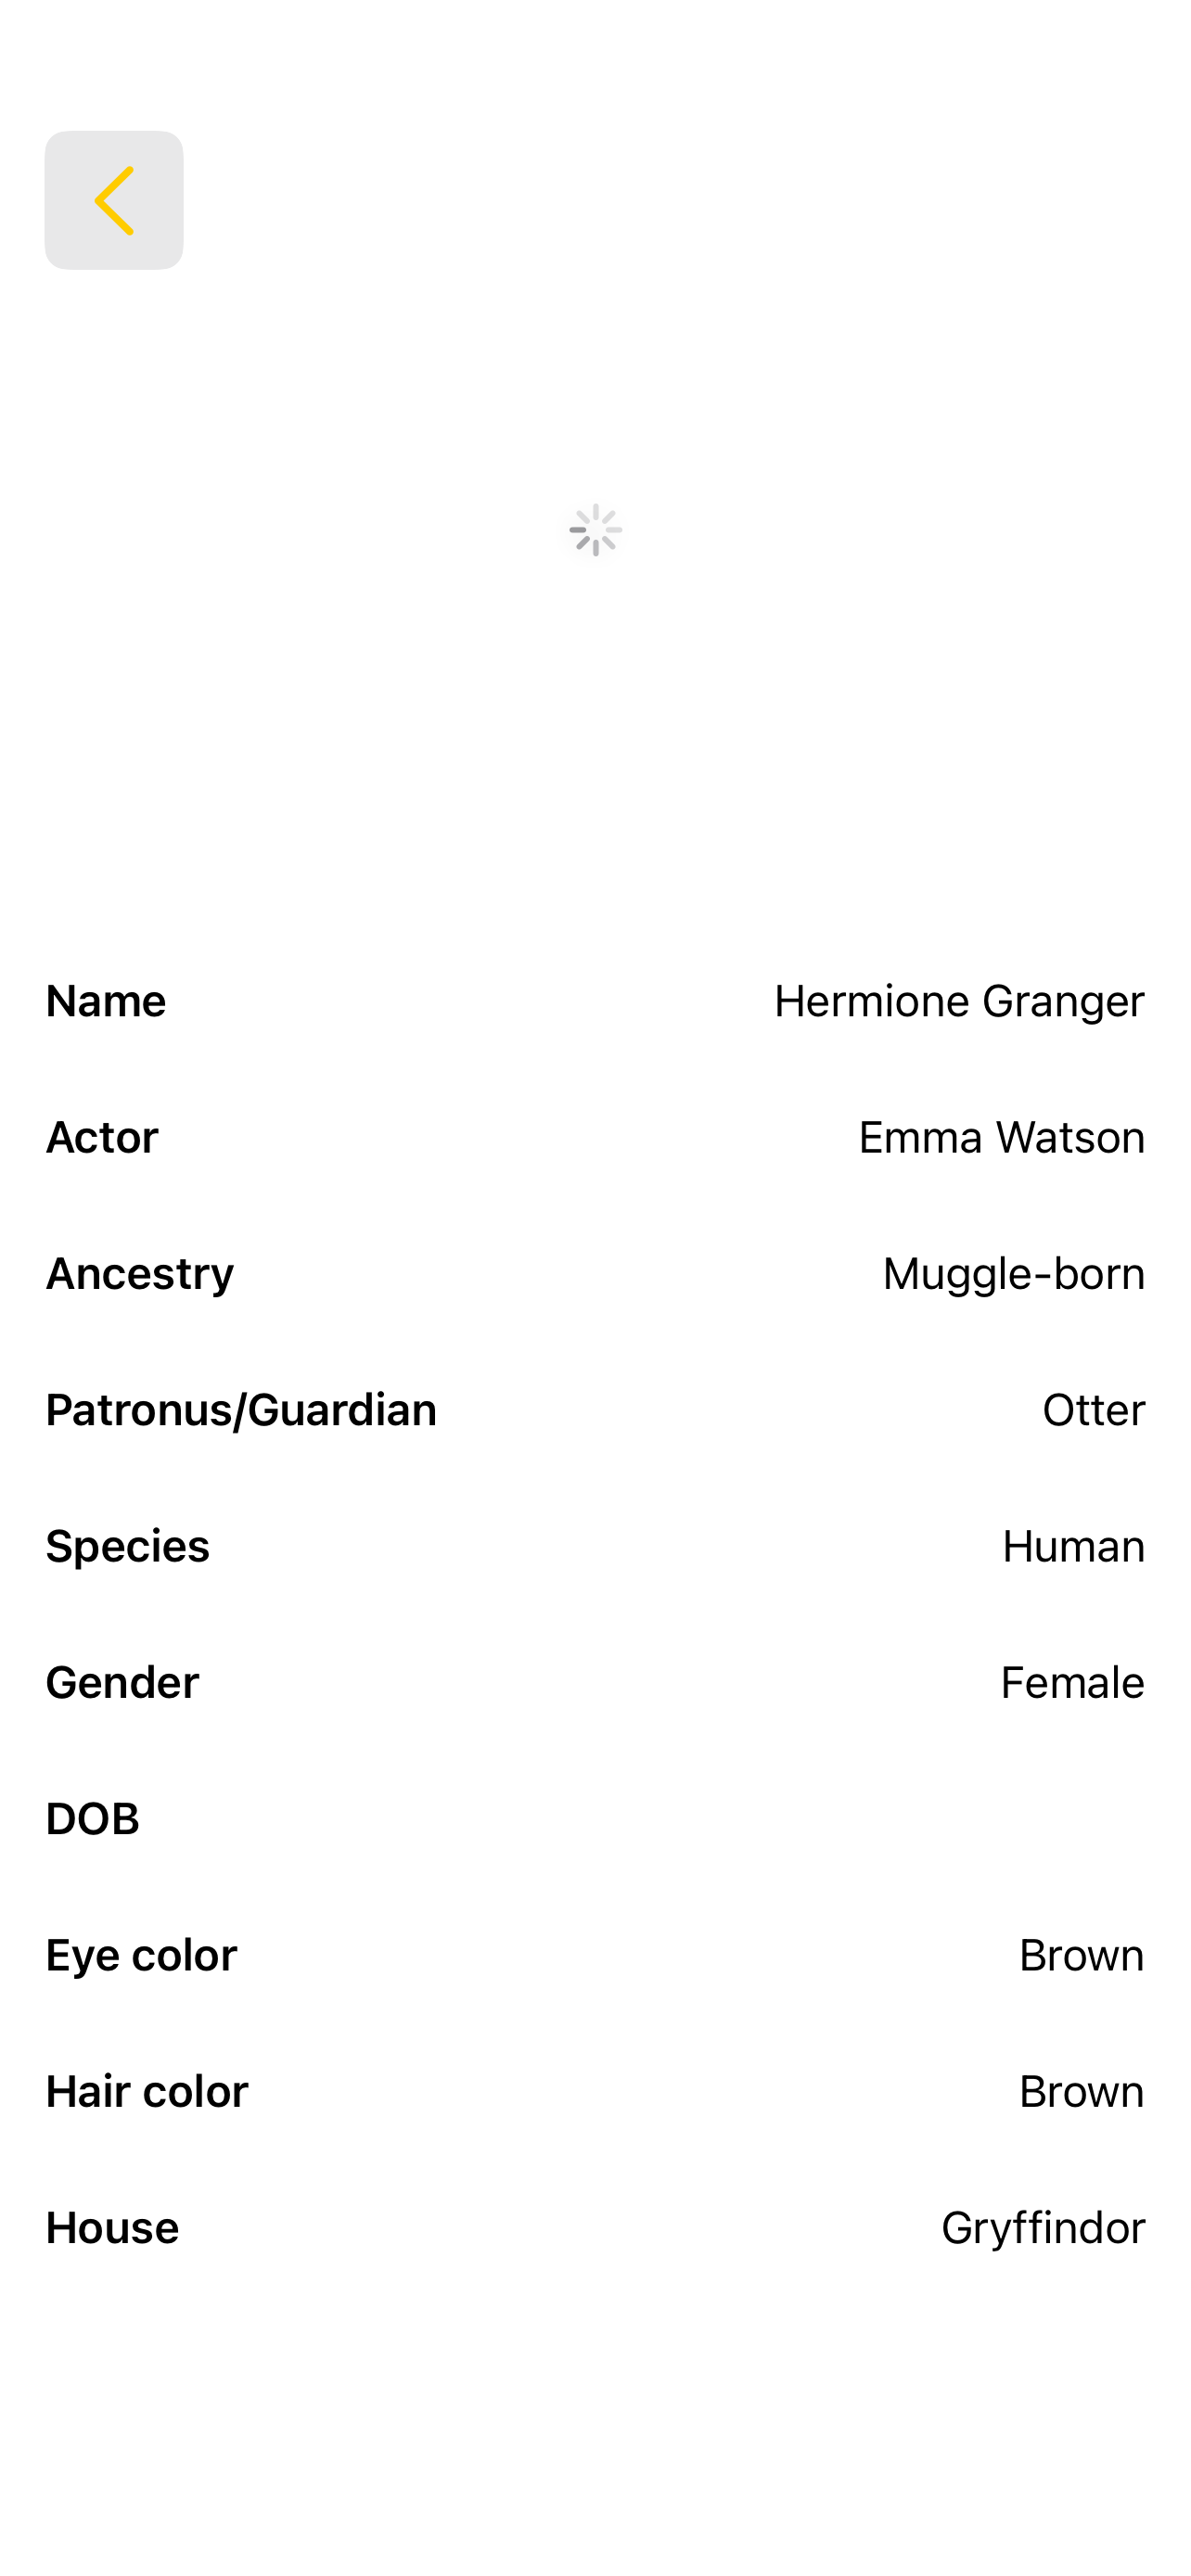 Name Hermione Granger
Actor Emma Watson
Ancestry Muggle-born
Patronus/Guardian Otter
Species Human
Gender Female
DOB
Eye color Brown
Hair color Brown
House Gryffindor